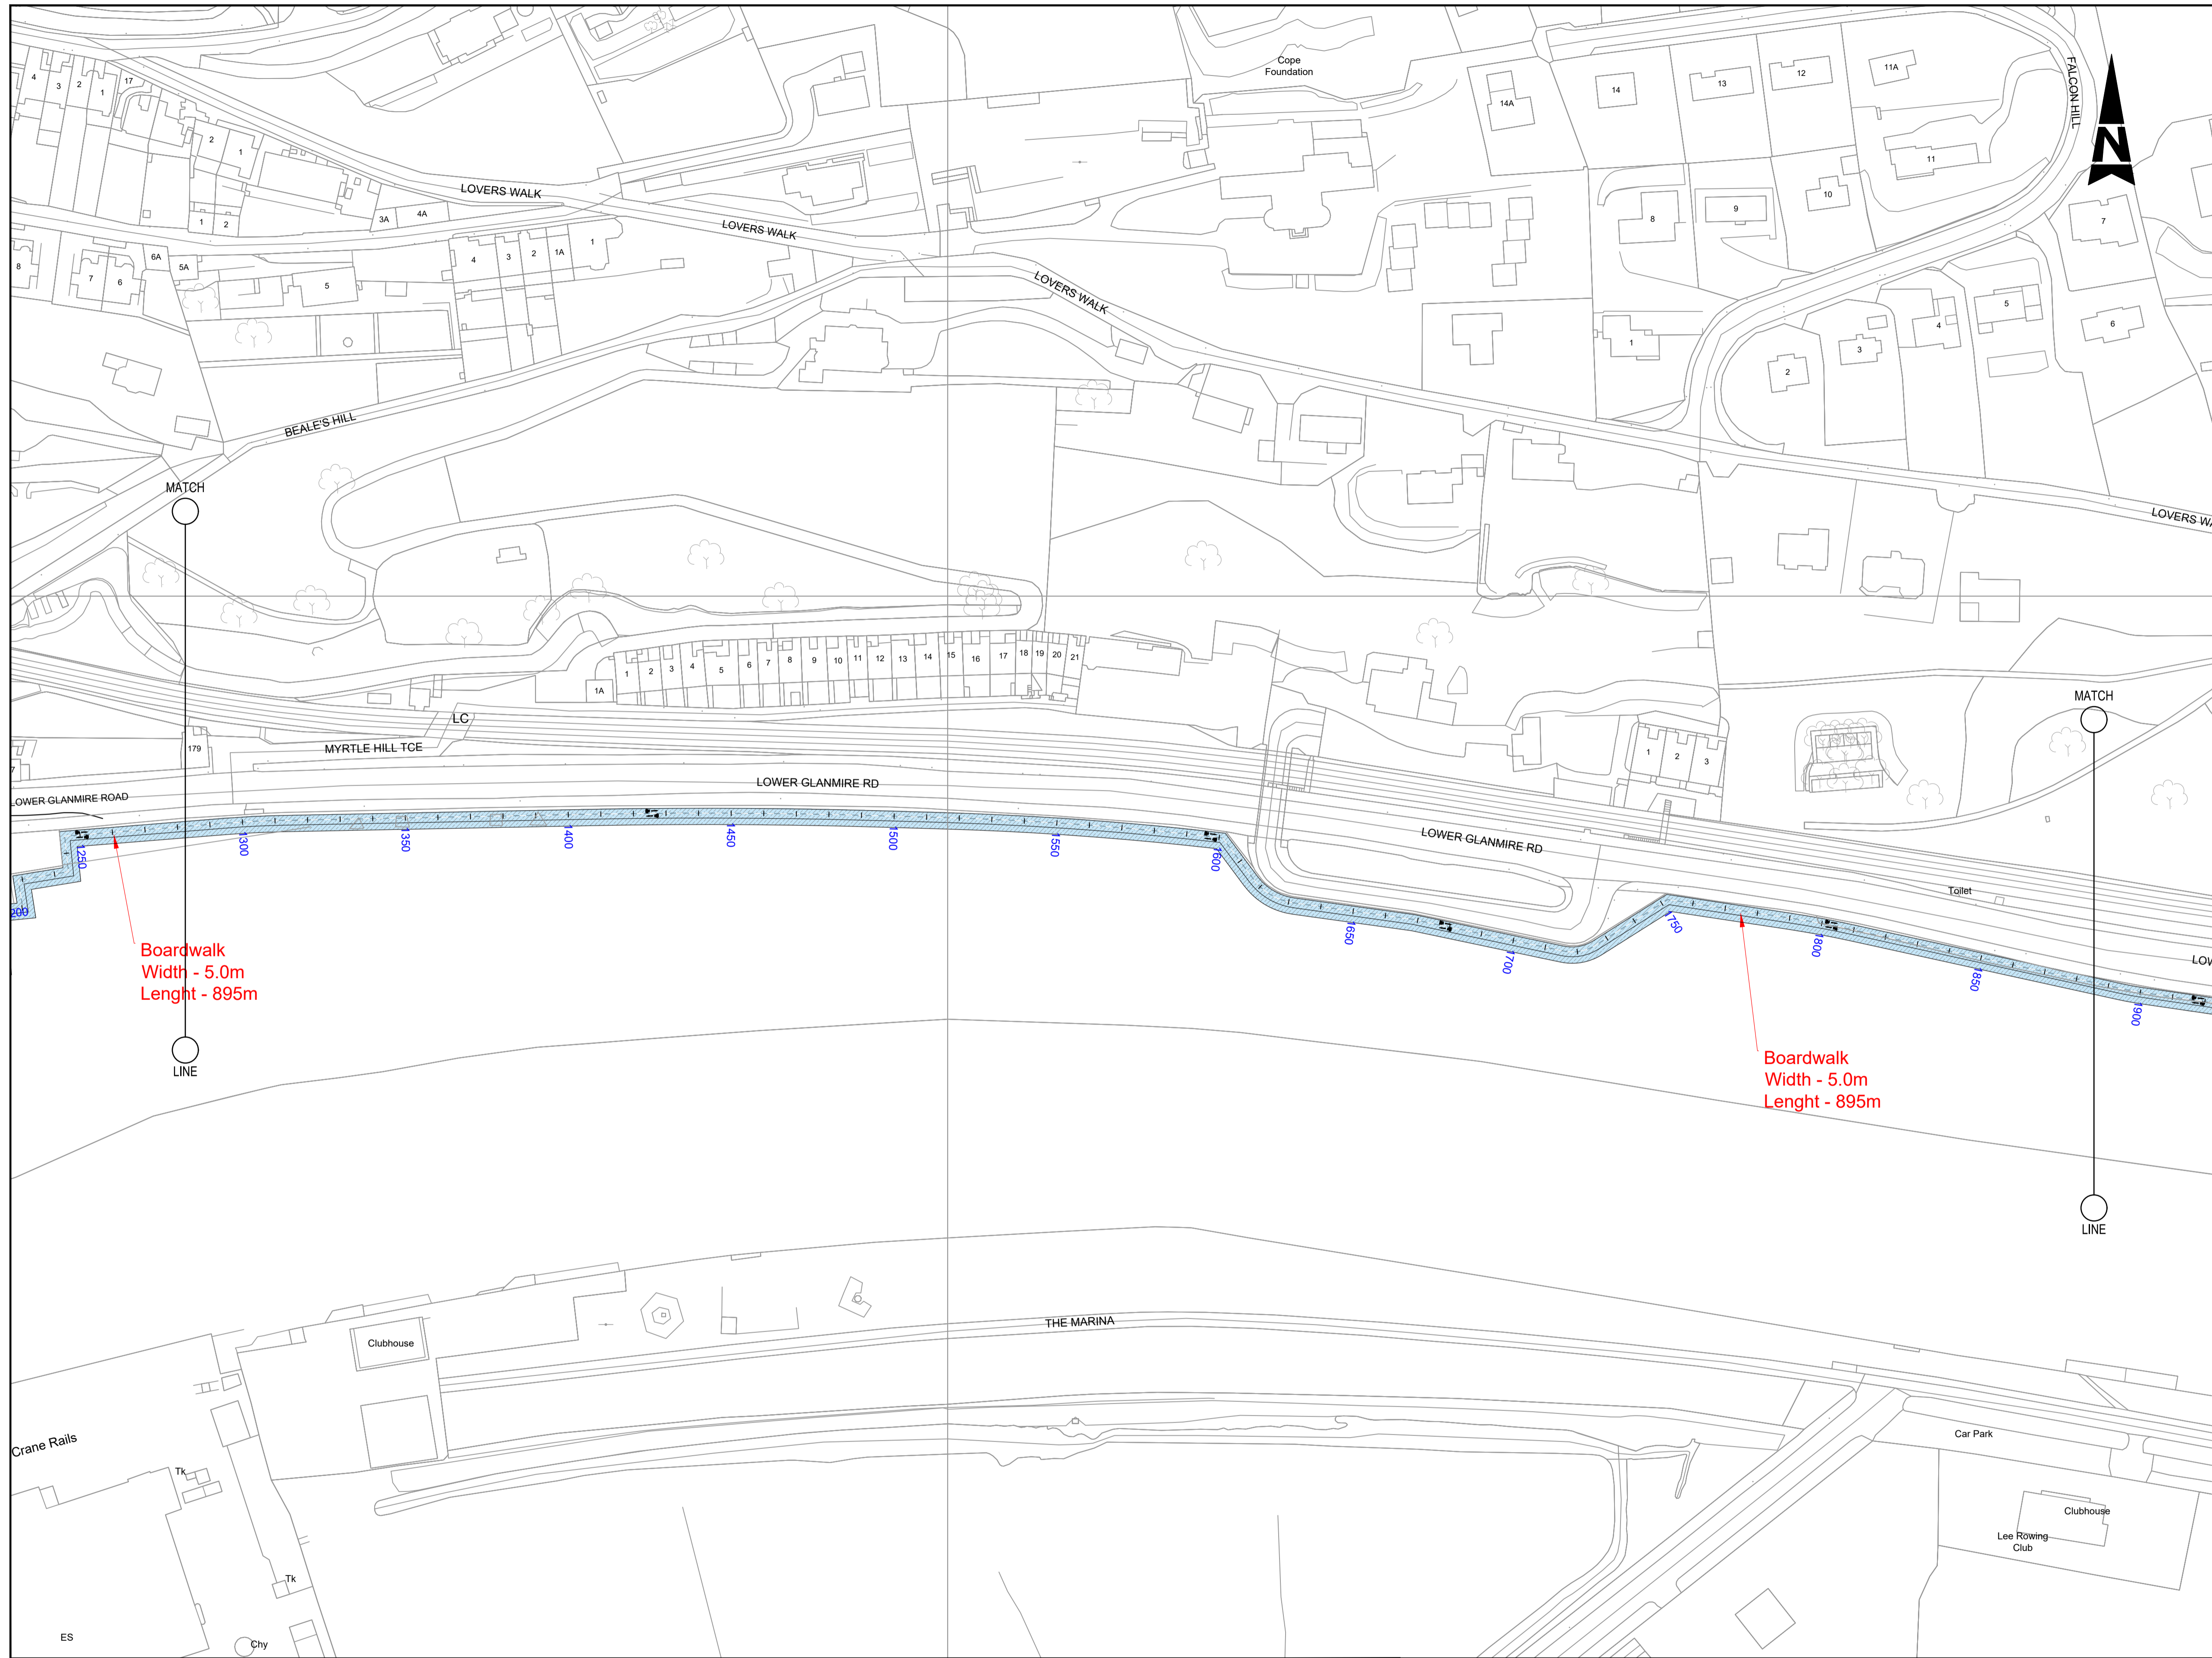 Cope
Foundation
FALCON HILL
N
4
3
2
1
17
2
1
14A
14
13
12
11A
11
10
9
8
7
LOVERS WALK
LOVERS WALK
LOVERS WALK
3A
4A
1
2
8
7
6
6A
5A
5
4
3
2
1A
1
1
2
3
4
5
6
BEALE'S HILL
MATCH
LOVERS WA
1A
1
2
3
4
5
6
7
8
9
10
11
12
13
14
15
16
17
18
19
20
21
1
2
3
MATCH
LC
179
7
MYRTLE HILL TCE
LOWER GLANMIRE RD
LOWER GLANMIRE ROAD
LOWER GLANMIRE RD
Toilet
LOW
200
1250
1300
1350
1400
1450
1500
1550
1600
1650
1700
1750
1800
1850
1900
Boardwalk
Width - 5.0m
Lenght - 895m
LINE
Boardwalk
Width - 5.0m
Lenght - 895m
LINE
THE MARINA
Clubhouse
Crane Rails
Tk
Tk
ES
Chy
Car Park
Clubhouse
Lee Rowing
Club